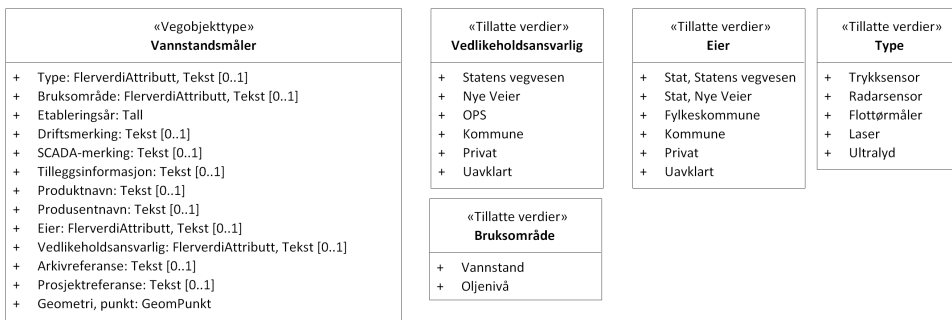 «Vegobjekttype»
Vannstandsmåler
+ Type: FlerverdiAttributt, Tekst [0..1]
+ Bruksområde: FlerverdiAttributt, Tekst [0..1]
+ Etableringsår: Tall
+ Driftsmerking: Tekst [0..1]
+ SCADA-merking: Tekst [0..1]
+ Tilleggsinformasjon: Tekst [0..1]
+ Produktnavn: Tekst [0..1]
+ Produsentnavn: Tekst [0..1]
+ Eier: FlerverdiAttributt, Tekst [0..1]
+ Vedlikeholdsansvarlig: FlerverdiAttributt, Tekst [0..1]
+ Arkivreferanse: Tekst [0..1]
+ Prosjektreferanse: Tekst [0..1]
+ Geometri, punkt: GeomPunkt
«Tillatte verdier»
Vedlikeholdsansvarlig
+ Statens vegvesen
+ Nye Veier
+ OPS
+ Kommune
+ Privat
+ Uavklart
«Tillatte verdier»
Bruksområde
+ Vannstand
+ Oljenivå
«Tillatte verdier»
Eier
+ Stat, Statens vegvesen
+ Stat, Nye Veier
+ Fylkeskommune
+ Kommune
+ Privat
+ Uavklart
«Tillatte verdier»
Type
+ Trykksensor
+ Radarsensor
+ Flottørmåler
+ Laser
+ Ultralyd